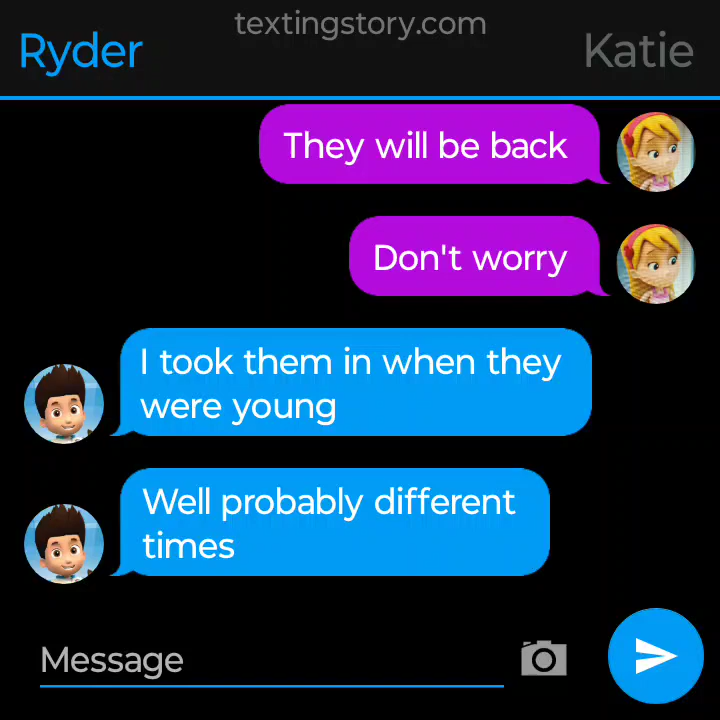 textingstory.com
Ryder
Katie
They will be back
Don't worry
I took them in when they
were young
Well probably different
times
Message